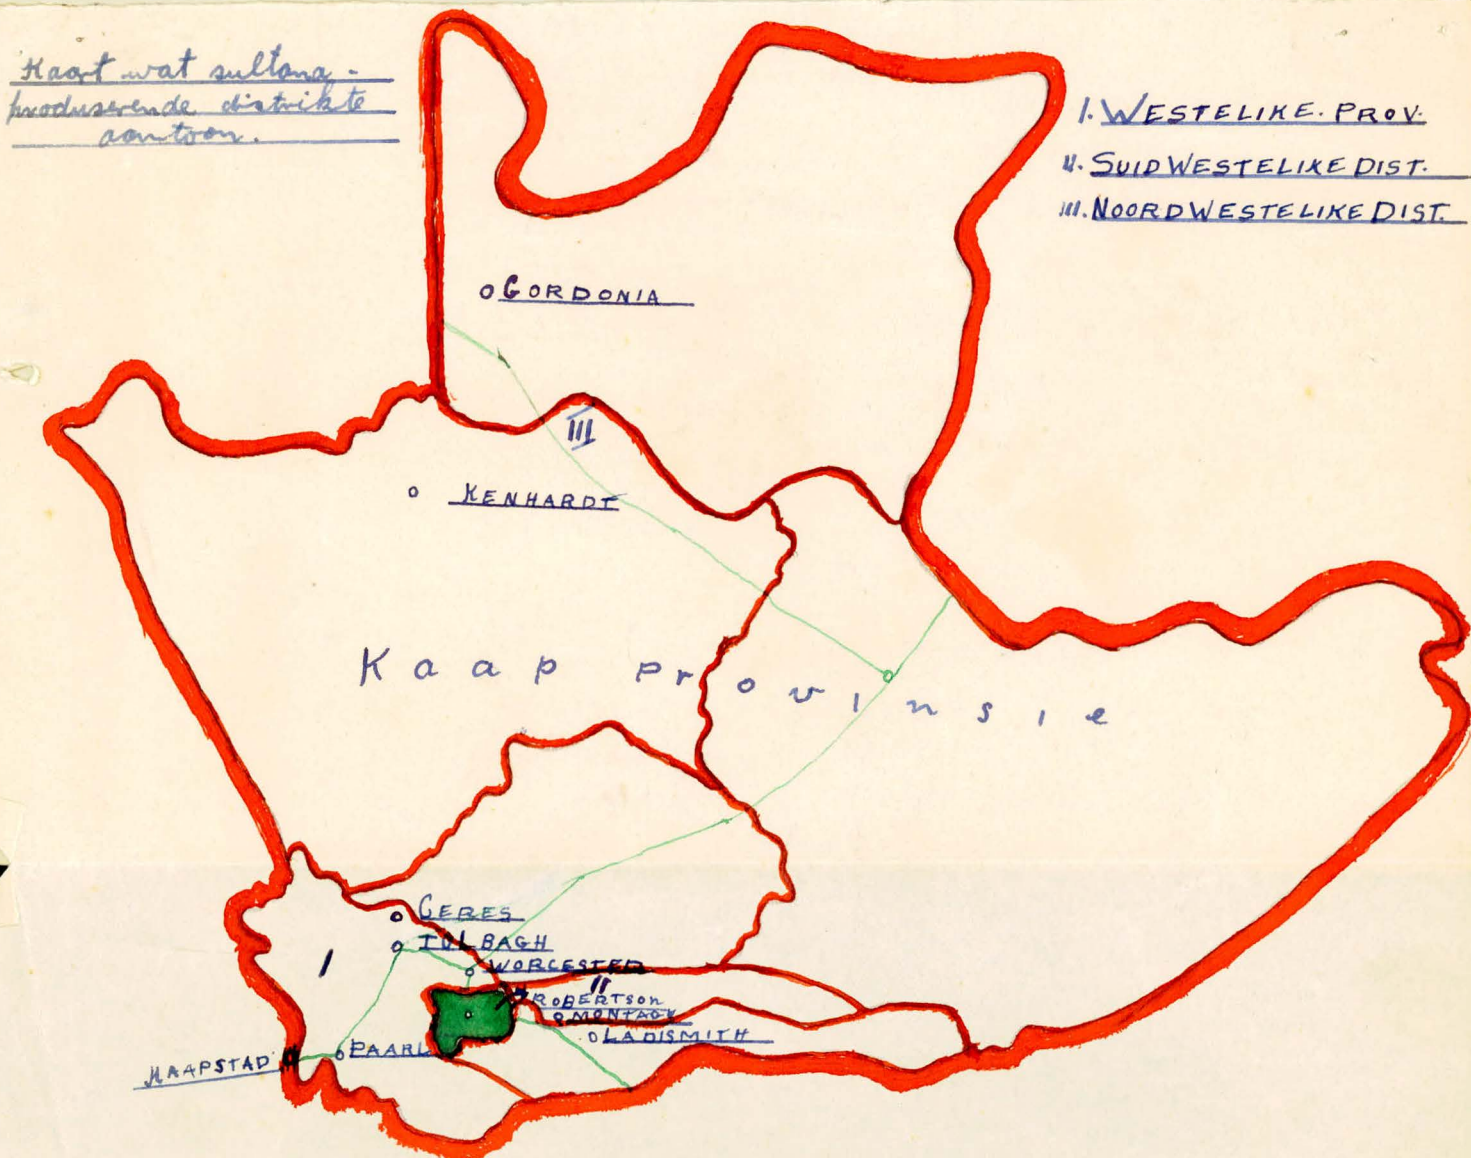 Kaart wat sultana-
produserende distrikte
aantoon.
I. WESTELIKE. PROV.
II. SUIDWESTELIKE DIST.
III. NOORDWESTELIKE DIST.
GORDONIA
III
KENHARDT
Kaap Provinsie
CERES
TULBAGH
I
WORCESTER
II
ROBERTSON
MONTAGU
LADISMITH
PAARL
KAAPSTAD